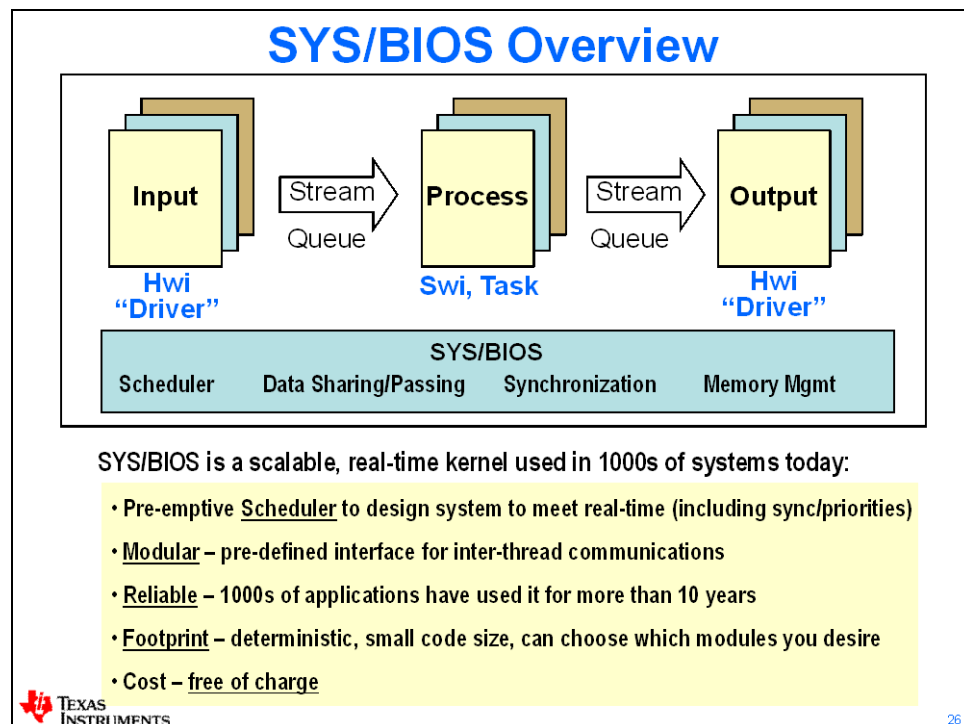 SYS/BIOS Overview
Input
Stream
Queue
Process
Stream
Queue
Output
Hwi
“Driver”
Swi, Task
Hwi
“Driver”
SYS/BIOS
Scheduler Data Sharing/Passing Synchronization Memory Mgmt
SYS/BIOS is a scalable, real-time kernel used in 1000s of systems today:
• Pre-emptive Scheduler to design system to meet real-time (including sync/priorities)
• Modular – pre-defined interface for inter-thread communications
• Reliable – 1000s of applications have used it for more than 10 years
• Footprint – deterministic, small code size, can choose which modules you desire
• Cost – free of charge
TEXAS
INSTRUMENTS
26